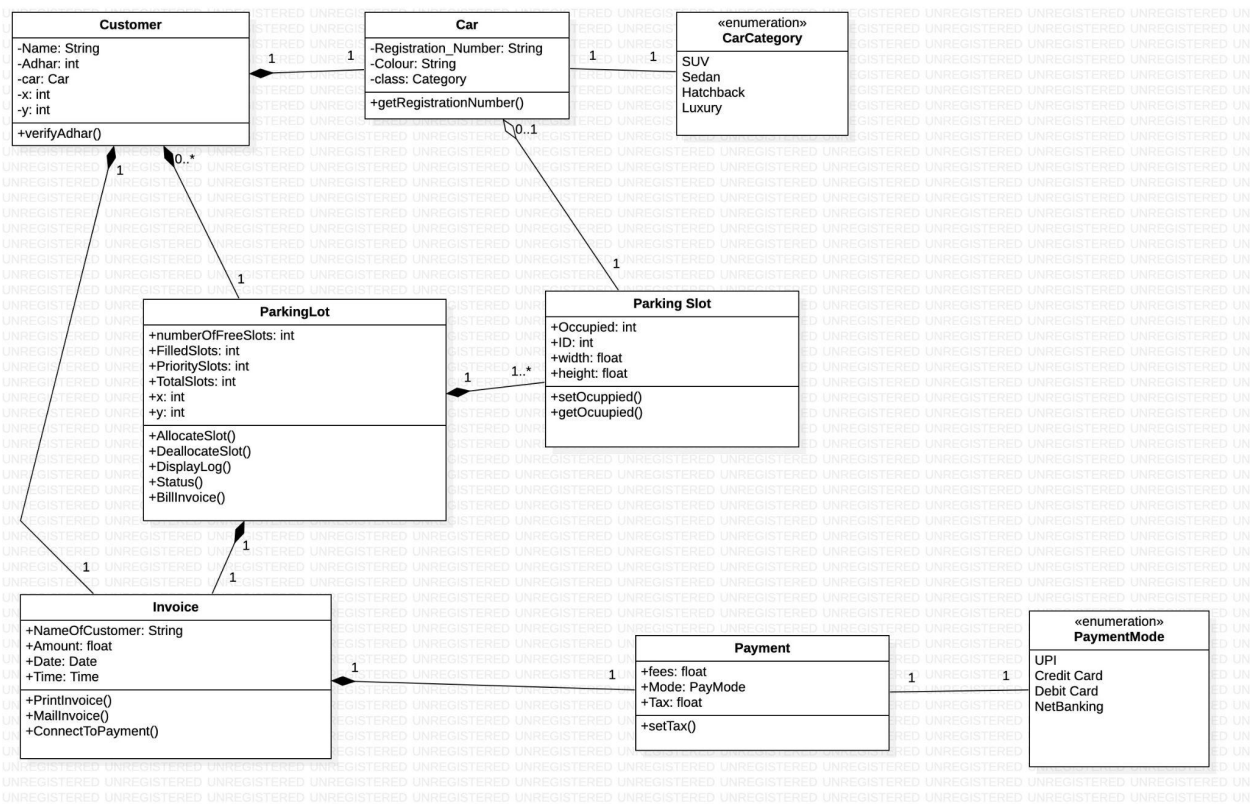 Customer
-Name: String
-Adhar: int
-car: Car
-x: int
-y: int
+verifyAdhar()
1
1
Car
-Registration_Number: String
-Colour: String
-class: Category
+getRegistrationNumber()
1
1
«enumeration»
CarCategory
SUV
Sedan
Hatchback
Luxury
1
0..*
0..1
1
1
ParkingLot
+numberOfFreeSlots: int
+FilledSlots: int
+PrioritySlots: int
+TotalSlots: int
+x: int
+y: int
+AllocateSlot()
+DeallocateSlot()
+DisplayLog()
+Status()
+BillInvoice()
1
1..*
Parking Slot
+Occupied: int
+ID: int
+width: float
+height: float
+setOcuppied()
+getOcuupied()
1
1
1
Invoice
+NameOfCustomer: String
+Amount: float
+Date: Date
+Time: Time
+PrintInvoice()
+MailInvoice()
+ConnectToPayment()
1
1
Payment
+fees: float
+Mode: PayMode
+Tax: float
+setTax()
1
1
«enumeration»
PaymentMode
UPI
Credit Card
Debit Card
NetBanking
UNREGISTERED